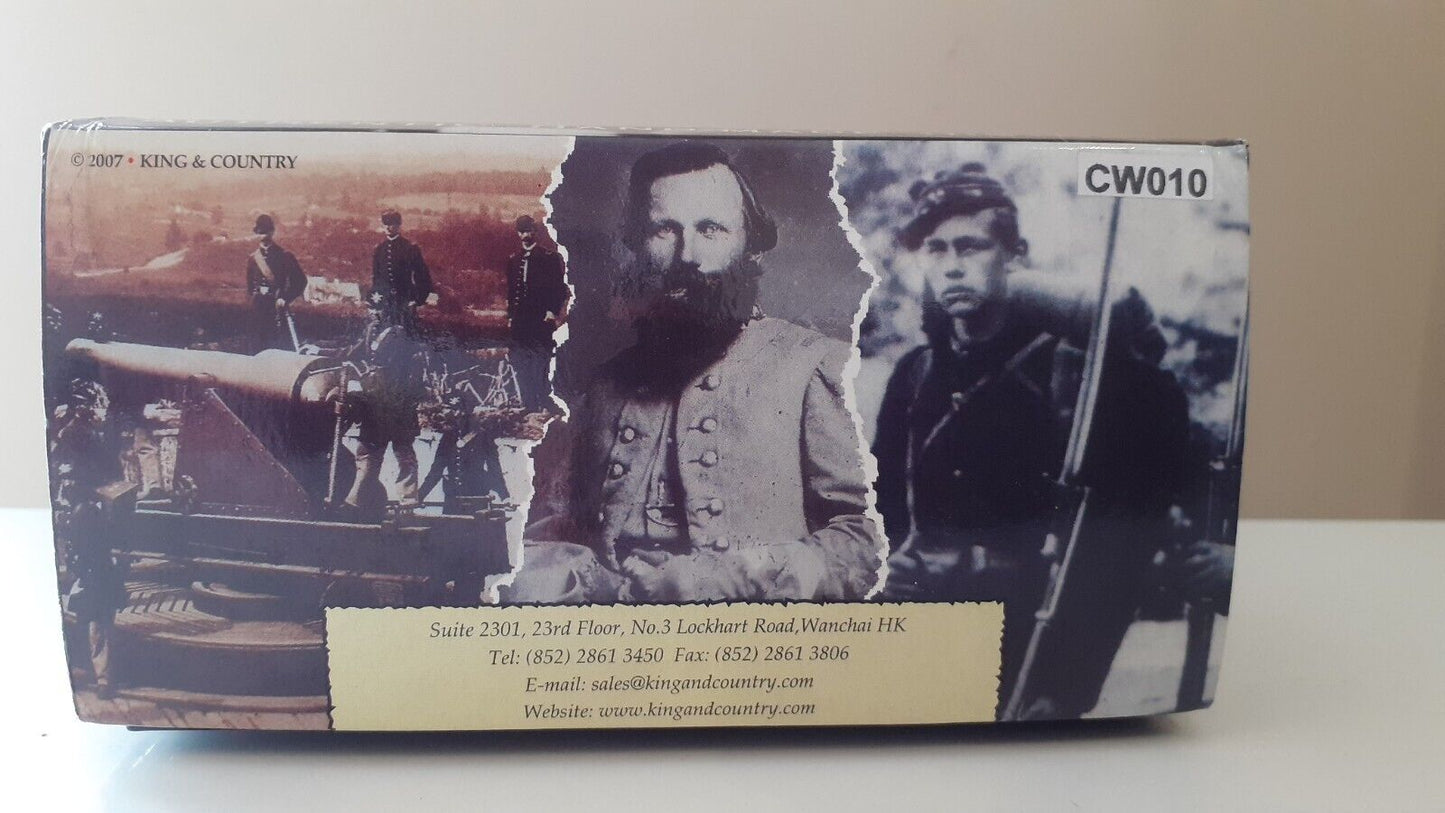 © 2007 • KING & COUNTRY
CW010
Suite 2301, 23rd Floor, No.3 Lockhart Road,Wanchai HK
Tel: (852) 2861 3450 Fax: (852) 2861 3806
E-mail: sales@kingandcountry.com
Website: www.kingandcountry.com